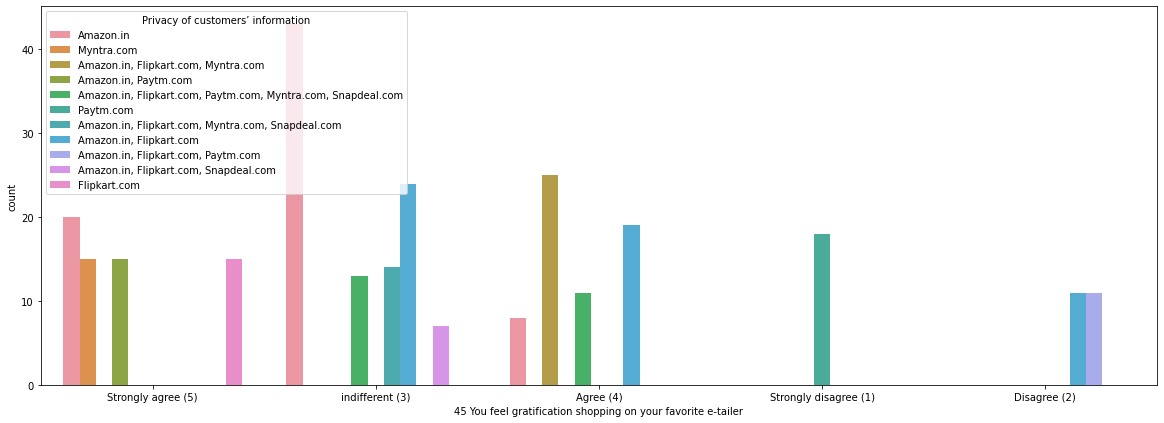 Privacy of customers’ information
Amazon.in
Myntra.com
Amazon.in, Flipkart.com, Myntra.com
Amazon.in, Paytm.com
Amazon.in, Flipkart.com, Paytm.com, Myntra.com, Snapdeal.com
Paytm.com
Amazon.in, Flipkart.com, Myntra.com, Snapdeal.com
Amazon.in, Flipkart.com
Amazon.in, Flipkart.com, Paytm.com
Amazon.in, Flipkart.com, Snapdeal.com
Flipkart.com
count
40
30
20
10
0
Strongly agree (5)
indifferent (3)
Agree (4)
Strongly disagree (1)
Disagree (2)
45 You feel gratification shopping on your favorite e-tailer